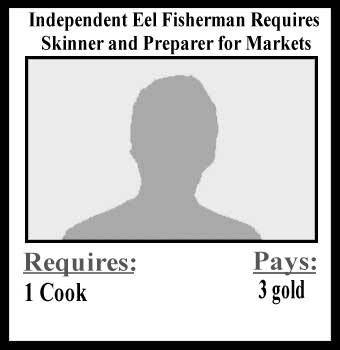 Independent Eel Fisherman Requires
Skinner and Preparer for Markets
Requires: Pays:
1 Cook 3 gold